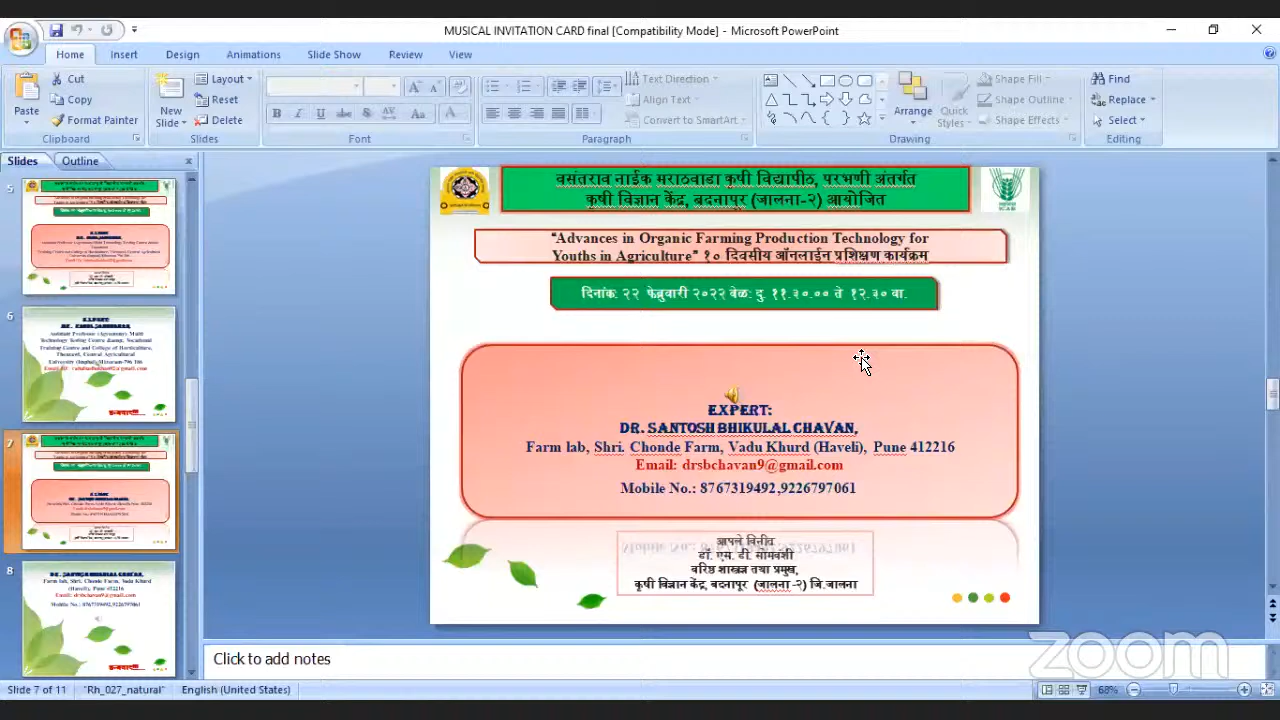 MUSICAL INVITATION CARD final [Compatibility Mode] - Microsoft PowerPoint
Home Insert Design Animations Slide Show Review View
Paste
Cut
Copy
Format Painter
Clipboard
New Slide
Layout
Reset
Delete
Slides
Font
Text Direction
Align Text
Convert to SmartArt
Paragraph
Arrange
Quick Styles
Shape Fill
Shape Outline
Shape Effects
Drawing
Find
Replace
Select
Editing
Slides Outline
5
6
7
8
वसंतराव नाईक मराठवाडा कृषी विद्यापीठ, परभणी अंतर्गत
कृषी विज्ञान केंद्र, बदनापूर (जालना-२) आयोजित
“Advances in Organic Farming Production Technology for
Youths in Agriculture” १० दिवसीय ऑनलाईन प्रशिक्षण कार्यक्रम
दिनांक: २२ फेब्रुवारी २०२२ वेळ: दु. ११.३०.०० ते १२.३० वा.
EXPERT:
DR. SANTOSH BHIKULAL CHAVAN,
Farm lab, Shri. Chonde Farm, Vadu Khurd (Haveli), Pune 412216
Email: drsbchavan9@gmail.com
Mobile No.: 8767319492,9226797061
आपले विनीत
डॉ. एस. डी. सोमवंशी
वरिष्ठ शास्त्रज्ञ तथा प्रमुख,
कृषी विज्ञान केंद्र, बदनापूर (जालना-२) जि.जालना
Click to add notes
zoom
Slide 7 of 11 "Rh_027_natural" English (United States) 68%